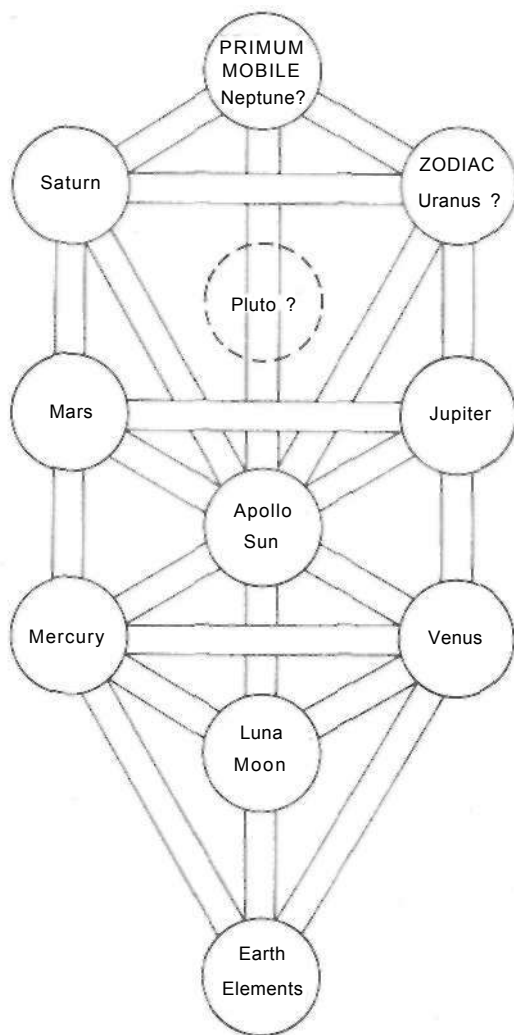 PRIMUM
MOBILE
Neptune?
Saturn
ZODIAC
Uranus ?
Pluto ?
Mars
Jupiter
Apollo
Sun
Mercury
Venus
Luna
Moon
Earth
Elements